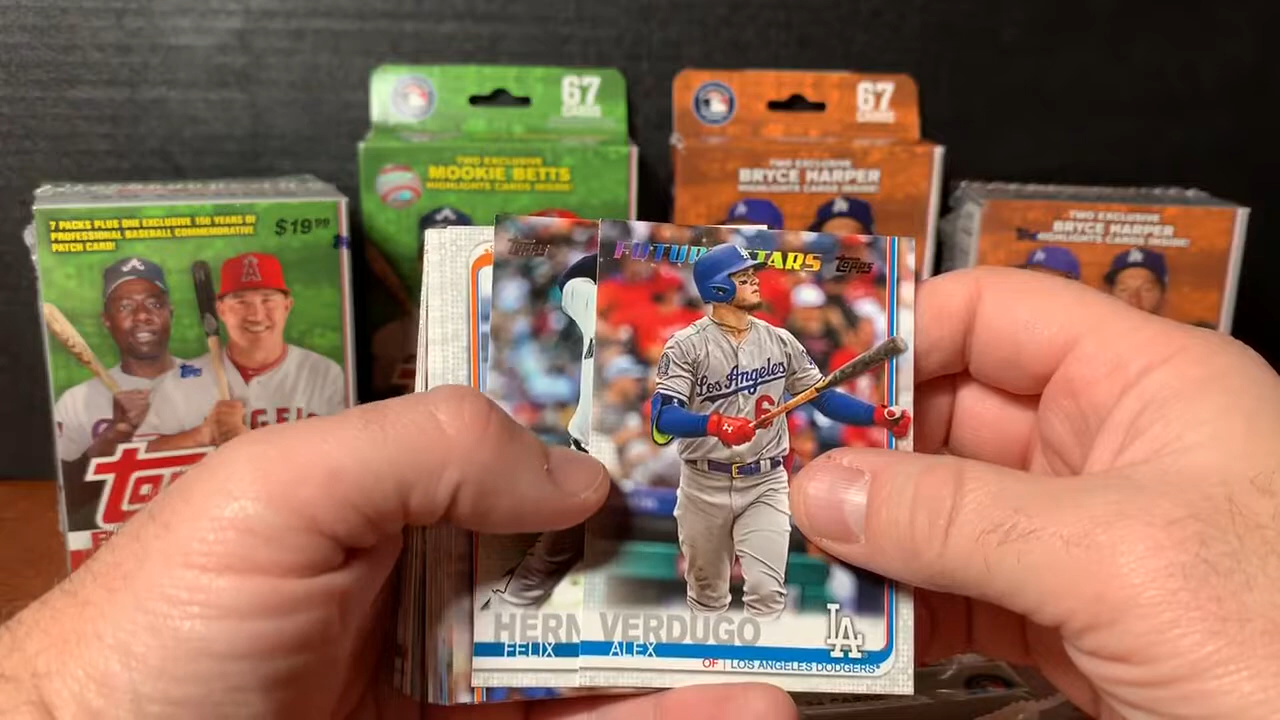 67
CARDS
TWO EXCLUSIVE
MOOKIE BETTS
HIGHLIGHTS CARDS INSIDE!
67
CARDS
TWO EXCLUSIVE
BRYCE HARPER
HIGHLIGHTS CARDS INSIDE!
7 PACKS PLUS ONE EXCLUSIVE 150 YEARS OF
PROFESSIONAL BASEBALL COMMEMORATIVE
PATCH CARD!
$19.99
TWO EXCLUSIVE
BRYCE HARPER
HIGHLIGHTS CARDS INSIDE!
Topps
FUTURE STARS
Topps
Los Angeles
6
HERN
FELIX
VERDUGO
ALEX
LA
OF | LOS ANGELES DODGERS